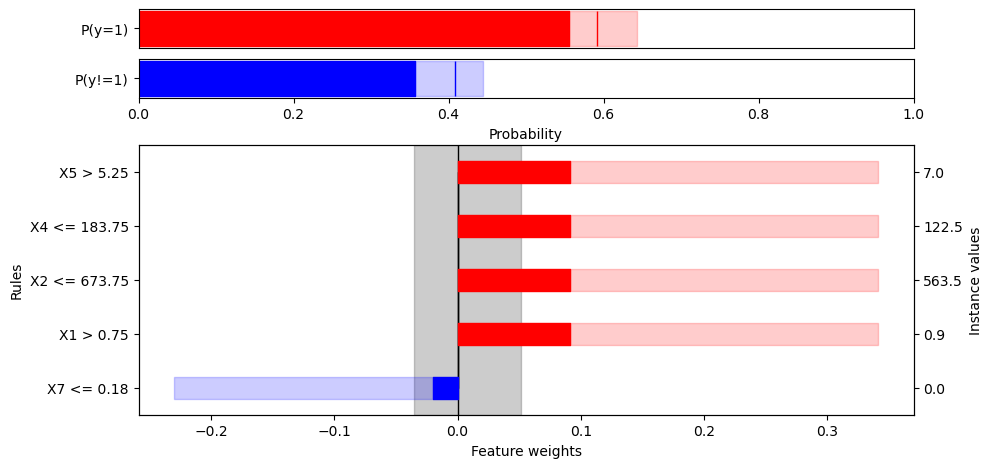 P(y=1)
P(y!=1)
0.0 0.2 0.4 0.6 0.8 1.0
Probability
Rules
X5 > 5.25 7.0
X4 <= 183.75 122.5
X2 <= 673.75 563.5
X1 > 0.75 0.9
X7 <= 0.18 0.0
Instance values
−0.2 −0.1 0.0 0.1 0.2 0.3
Feature weights